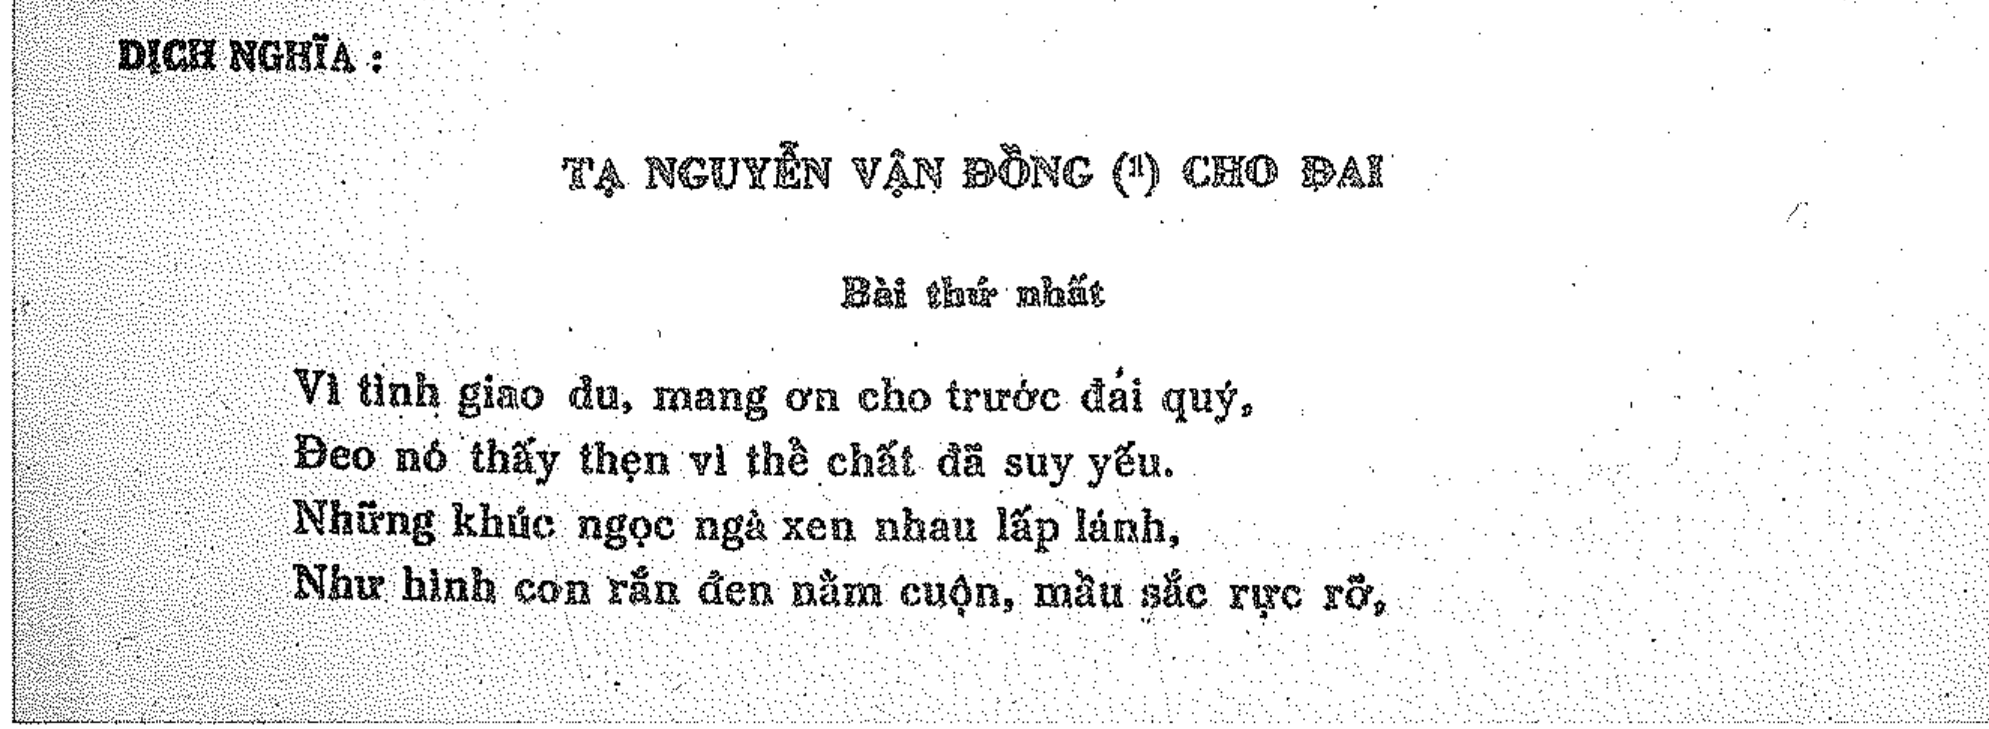 DỊCH NGHĨA :
TẠ NGUYỄN VẬN ĐỒNG (1) CHO ĐAI
Bài thứ nhất
Vì tình giao du, mang ơn cho trước đái quý,
Đeo nó thấy thẹn vì thể chất đã suy yếu.
Những khúc ngọc ngà xen nhau lấp lánh,
Như hình con rắn đen nằm cuộn, mầu sắc rực rỡ,